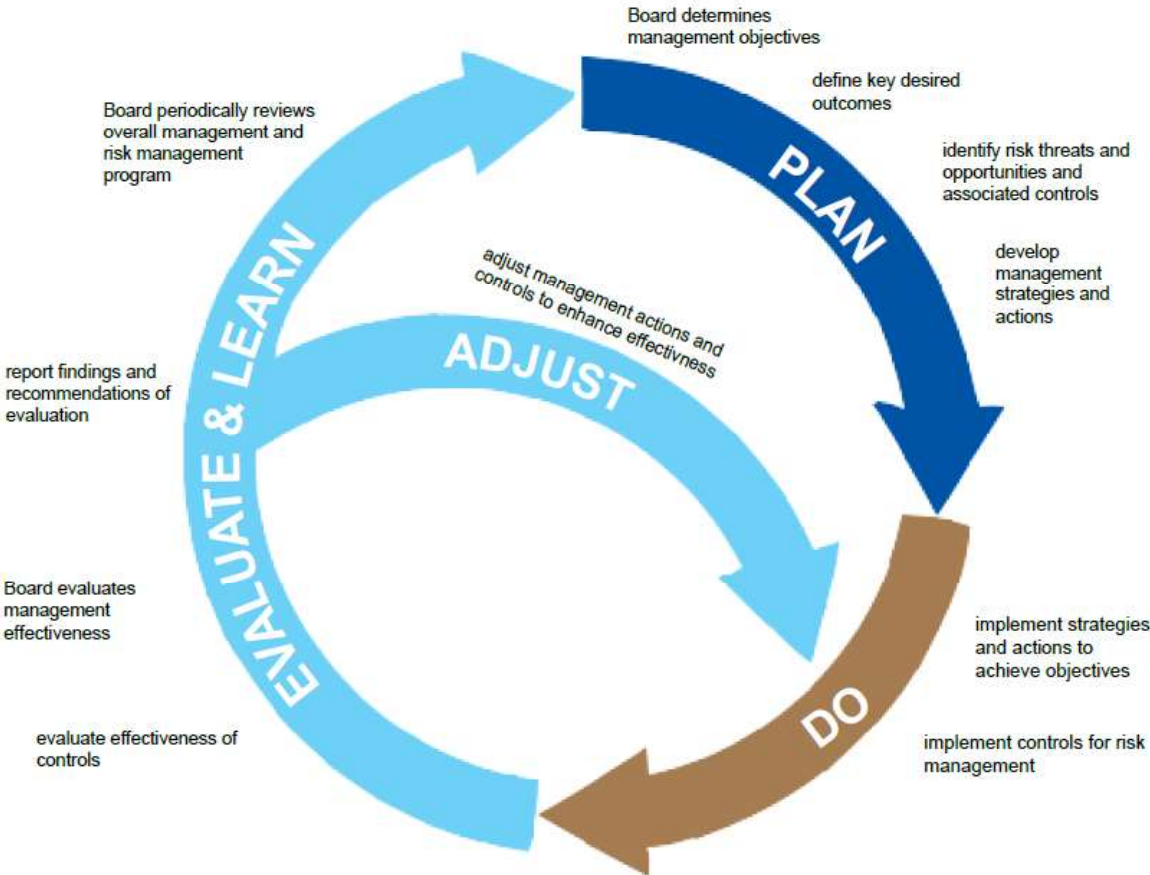 Board determines
management objectives
define key desired
outcomes
identify risk threats and
opportunities and
associated controls
develop
management
strategies and
actions
PLAN
implement strategies
and actions to
achieve objectives
implement controls for risk
management
DO
evaluate effectiveness of
controls
Board evaluates
management
effectiveness
report findings and
recommendations of
evaluation
Board periodically reviews
overall management and
risk management
program
EVALUATE & LEARN
adjust management actions and
controls to enhance effectivness
ADJUST